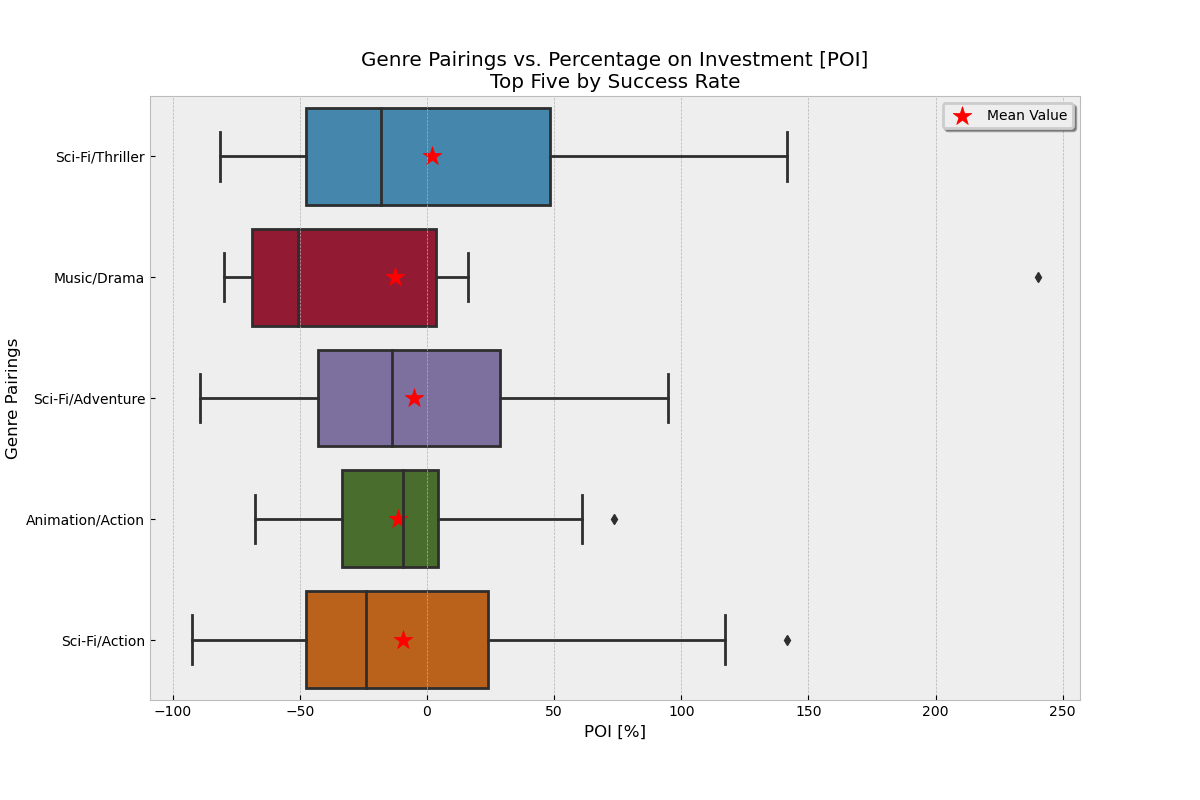 Genre Pairings vs. Percentage on Investment [POI]
Top Five by Success Rate
Mean Value
Genre Pairings
Sci-Fi/Thriller
Music/Drama
Sci-Fi/Adventure
Animation/Action
Sci-Fi/Action
−100 −50 0 50 100 150 200 250
POI [%]